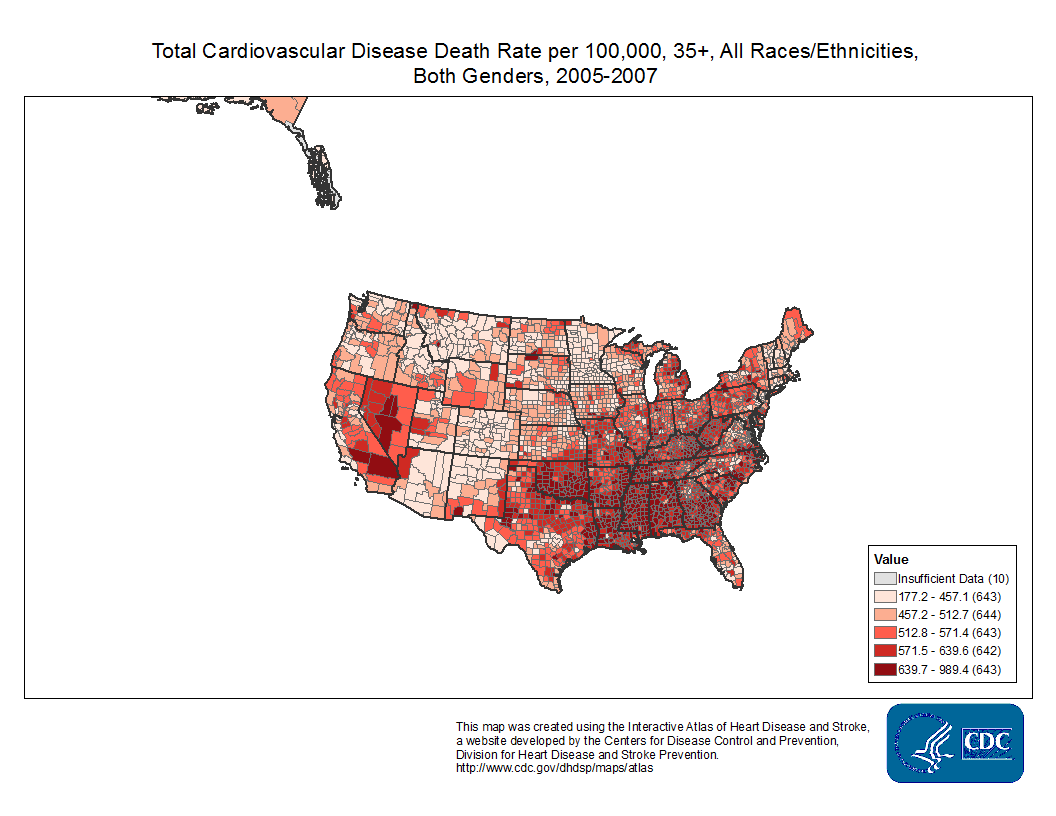 Total Cardiovascular Disease Death Rate per 100,000, 35+, All Races/Ethnicities,
Both Genders, 2005-2007
Value
Insufficient Data (10)
177.2 - 457.1 (643)
457.2 - 512.7 (644)
512.8 - 571.4 (643)
571.5 - 639.6 (642)
639.7 - 989.4 (643)
This map was created using the Interactive Atlas of Heart Disease and Stroke,
a website developed by the Centers for Disease Control and Prevention,
Division for Heart Disease and Stroke Prevention.
http://www.cdc.gov/dhdsp/maps/atlas
CDC